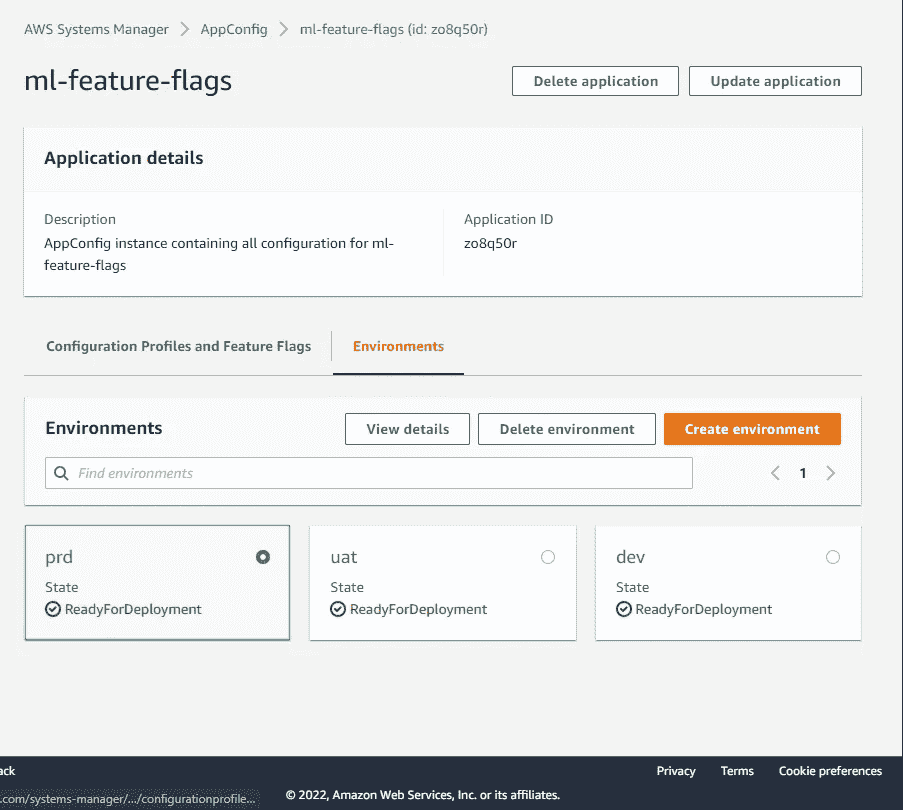 AWS Systems Manager > AppConfig > ml-feature-flags (id: zo8q50r)
ml-feature-flags
Delete application
Update application
Application details
Description
AppConfig instance containing all configuration for ml-
feature-flags
Application ID
zo8q50r
Configuration Profiles and Feature Flags
Environments
Environments
View details
Delete environment
Create environment
Find environments
1
prd
State
ReadyForDeployment
uat
State
ReadyForDeployment
dev
State
ReadyForDeployment
ack
Privacy
Terms
Cookie preferences
.com/systems-manager/.../configurationprofile...
© 2022, Amazon Web Services, Inc. or its affiliates.